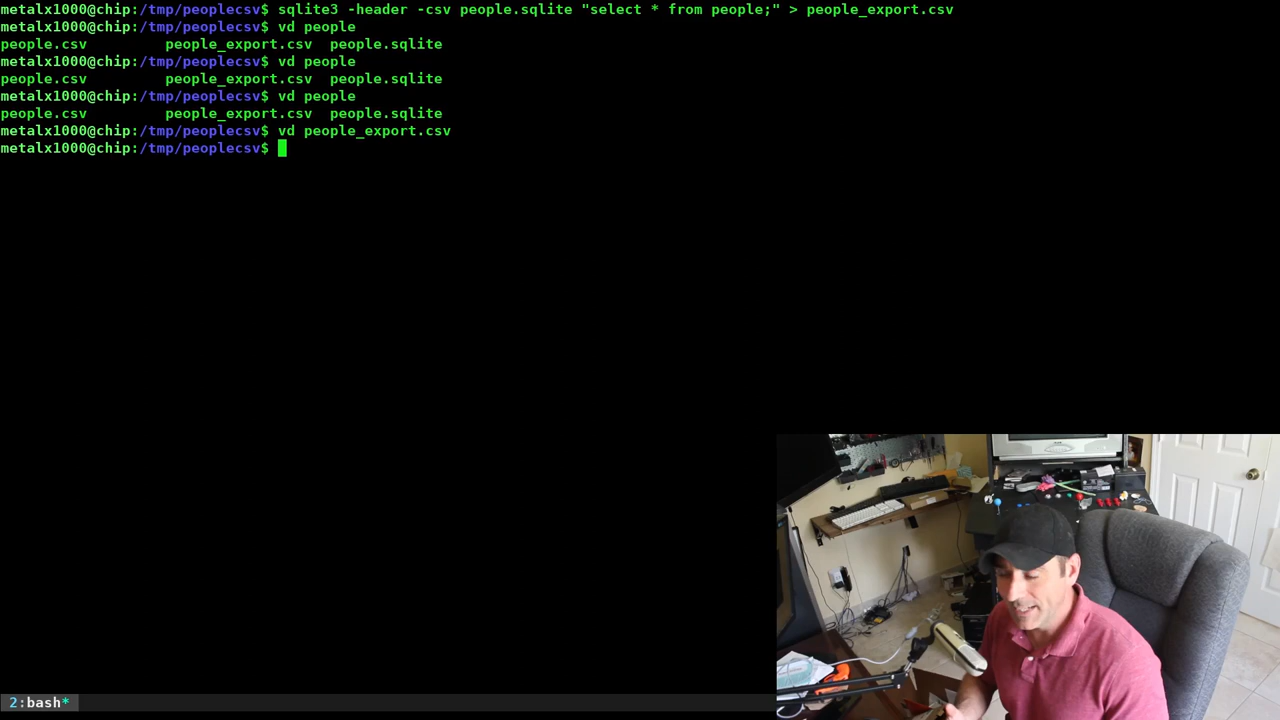 metalx1000@chip:/tmp/peoplecsv$ sqlite3 -header -csv people.sqlite "select * from people;" > people_export.csv
metalx1000@chip:/tmp/peoplecsv$ vd people
people.csv         people_export.csv  people.sqlite
metalx1000@chip:/tmp/peoplecsv$ vd people
people.csv         people_export.csv  people.sqlite
metalx1000@chip:/tmp/peoplecsv$ vd people
people.csv         people_export.csv  people.sqlite
metalx1000@chip:/tmp/peoplecsv$ vd people_export.csv
metalx1000@chip:/tmp/peoplecsv$
2:bash*